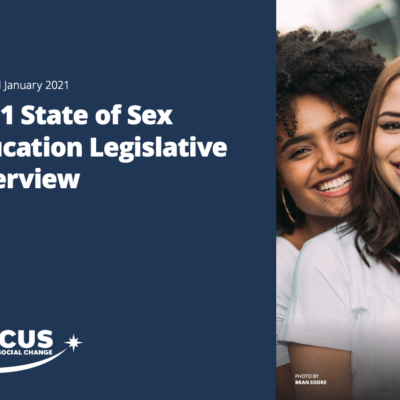 January 2021
1 State of Sex
ucation Legislative
erview
CUS
SOCIAL CHANGE
PHOTO BY
BRAN SODRE